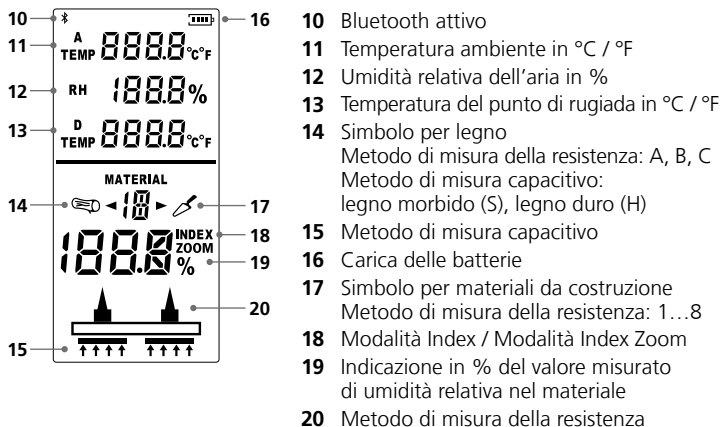 10
16
11
A
TEMP 888.8 °C°F
12
RH 188.8%
13
D
TEMP 888.8 °C°F
MATERIAL
14
18
17
188.8 INDEX
ZOOM
%
18
19
20
15
10 Bluetooth attivo
11 Temperatura ambiente in °C / °F
12 Umidità relativa dell’aria in %
13 Temperatura del punto di rugiada in °C / °F
14 Simbolo per legno
Metodo di misura della resistenza: A, B, C
Metodo di misura capacitivo:
legno morbido (S), legno duro (H)
15 Metodo di misura capacitivo
16 Carica delle batterie
17 Simbolo per materiali da costruzione
Metodo di misura della resistenza: 1…8
18 Modalità Index / Modalità Index Zoom
19 Indicazione in % del valore misurato
di umidità relativa nel materiale
20 Metodo di misura della resistenza